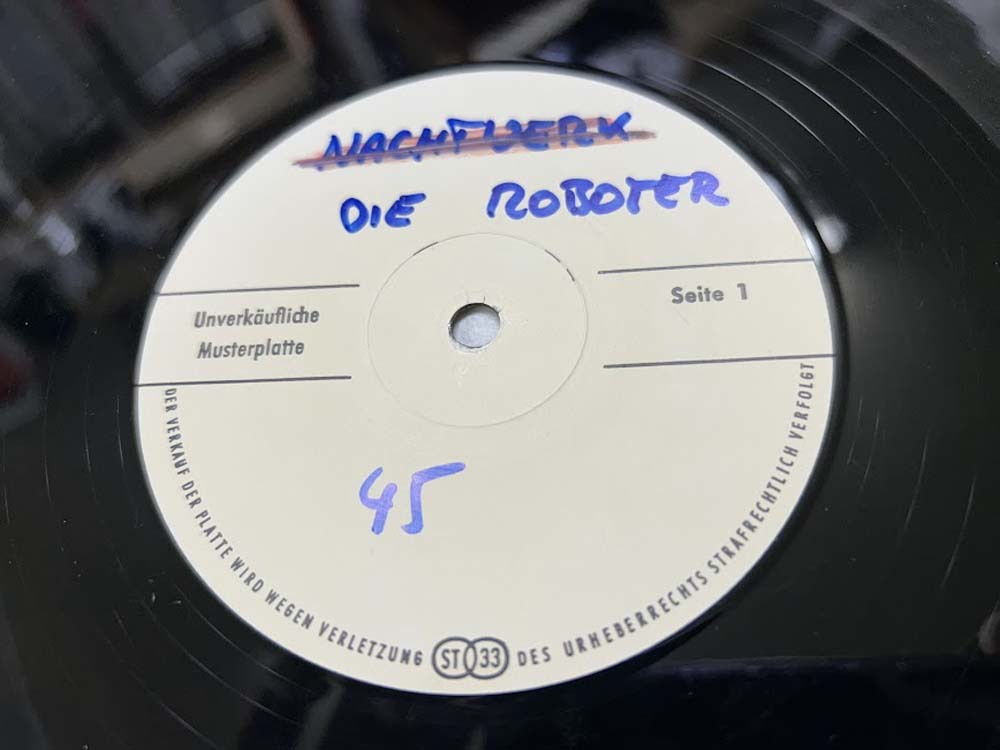 NACHTWERK
DIE ROBOTER
Unverkäufliche
Musterplatte
Seite 1
45
DER VERKAUF DER PLATTE WIRD WEGEN VERLETZUNG DES URHEBERRECHTS STRAFRECHTLICH VERFOLGT
ST 33